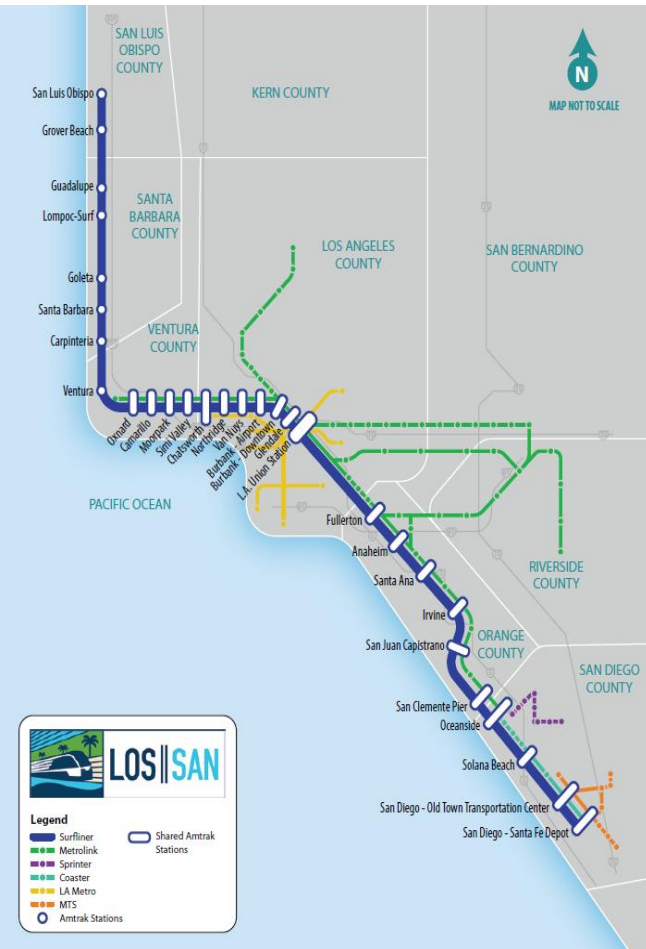 SAN LUIS
OBISPO
COUNTY
San Luis Obispo
KERN COUNTY
N
MAP NOT TO SCALE
Grover Beach
Guadalupe
Lompoc-Surf
SANTA
BARBARA
COUNTY
LOS ANGELES
COUNTY
SAN BERNARDINO
COUNTY
Goleta
Santa Barbara
Carpinteria
VENTURA
COUNTY
Ventura
Oxnard
Camarillo
Moorpark
Simi Valley
Chatsworth
Northridge
Van Nuys
Burbank - Airport
Burbank - Downtown
Glendale
L.A. Union Station
PACIFIC OCEAN
Fullerton
Anaheim
Santa Ana
RIVERSIDE
COUNTY
Irvine
San Juan Capistrano
ORANGE
COUNTY
SAN DIEGO
COUNTY
San Clemente Pier
Oceanside
Solana Beach
San Diego - Old Town Transportation Center
San Diego - Santa Fe Depot
LOS SAN
Legend
Surfliner
Metrolink
Sprinter
Coaster
LA Metro
MTS
Amtrak Stations
Shared Amtrak
Stations